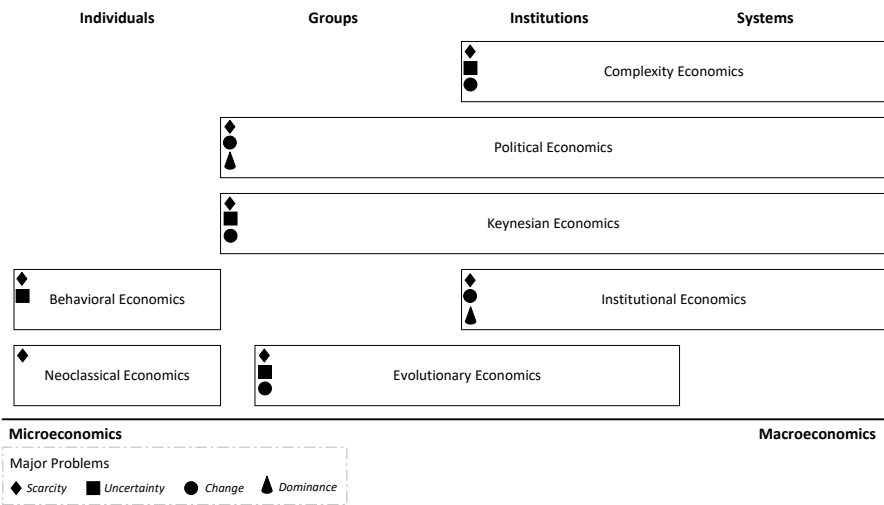 Individuals Groups Institutions Systems
Complexity Economics
Political Economics
Keynesian Economics
Behavioral Economics Institutional Economics
Neoclassical Economics Evolutionary Economics
Microeconomics Macroeconomics
Major Problems
Scarcity Uncertainty Change Dominance